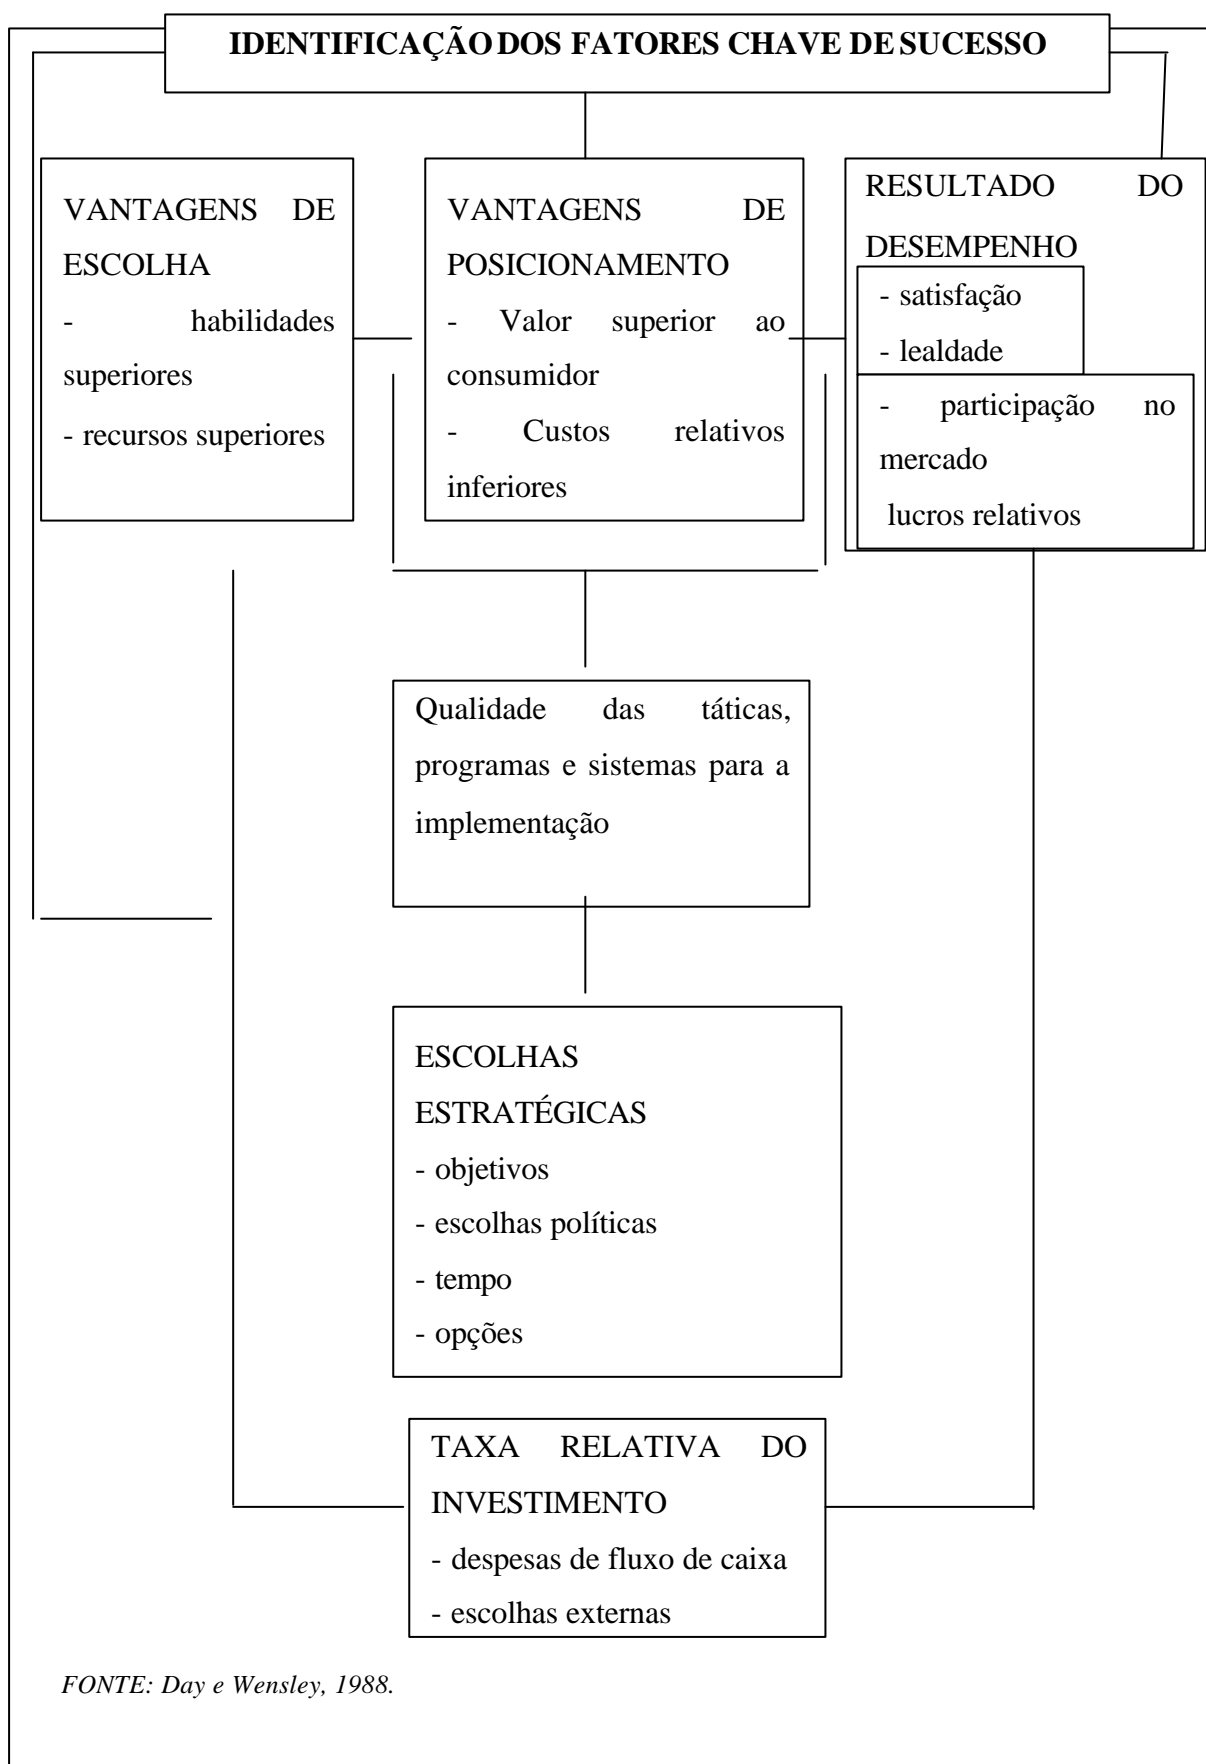 IDENTIFICAÇÃO DOS FATORES CHAVE DE SUCESSO
VANTAGENS DE
ESCOLHA
- habilidades
superiores
- recursos superiores
VANTAGENS DE
POSICIONAMENTO
- Valor superior ao
consumidor
- Custos relativos
inferiores
RESULTADO DO
DESEMPENHO
- satisfação
- lealdade
- participação no
mercado
lucros relativos
Qualidade das táticas,
programas e sistemas para a
implementação
ESCOLHAS
ESTRATÉGICAS
- objetivos
- escolhas políticas
- tempo
- opções
TAXA RELATIVA DO
INVESTIMENTO
- despesas de fluxo de caixa
- escolhas externas
FONTE: Day e Wensley, 1988.